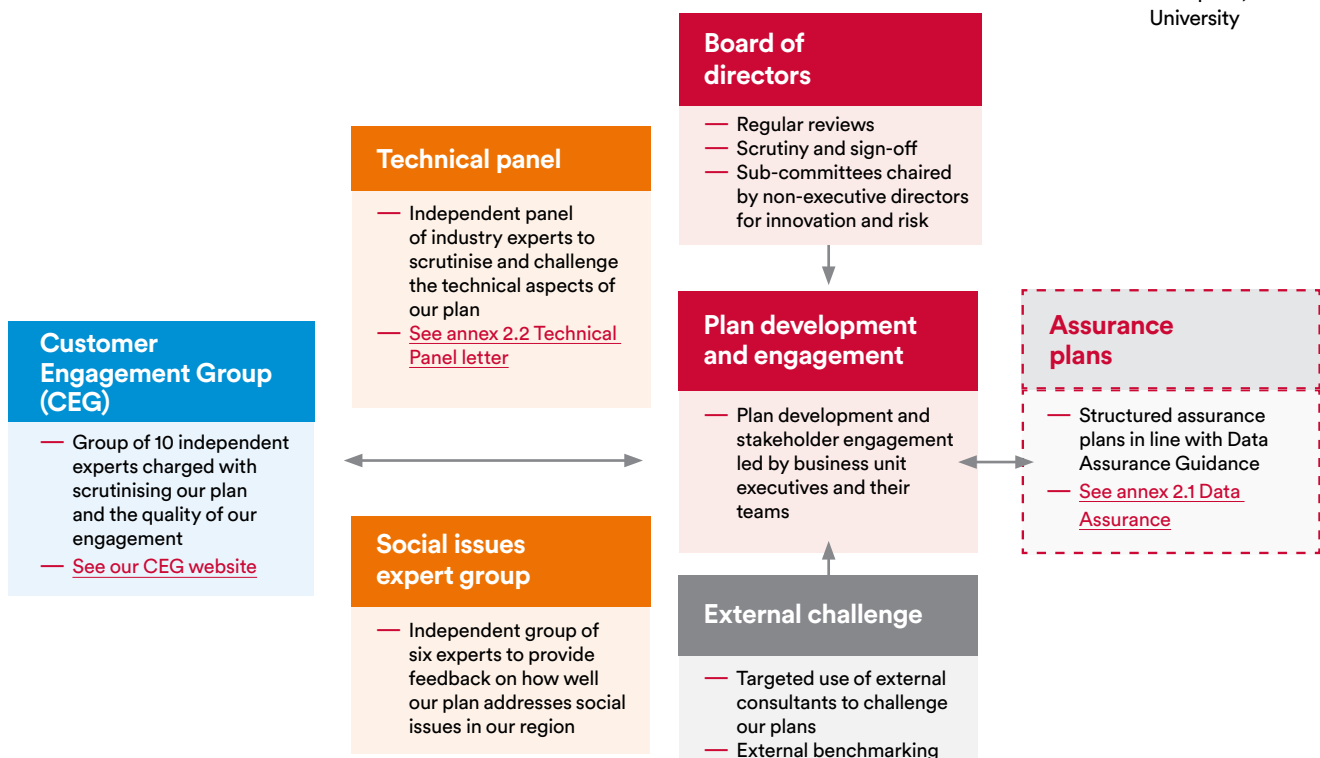 University
Board of
directors
— Regular reviews
— Scrutiny and sign-off
— Sub-committees chaired
by non-executive directors
for innovation and risk
Technical panel
— Independent panel
of industry experts to
scrutinise and challenge
the technical aspects of
our plan
— See annex 2.2 Technical
Panel letter
Customer
Engagement Group
(CEG)
— Group of 10 independent
experts charged with
scrutinising our plan
and the quality of our
engagement
— See our CEG website
Plan development
and engagement
— Plan development and
stakeholder engagement
led by business unit
executives and their
teams
Assurance
plans
— Structured assurance
plans in line with Data
Assurance Guidance
— See annex 2.1 Data
Assurance
Social issues
expert group
— Independent group of
six experts to provide
feedback on how well
our plan addresses social
issues in our region
External challenge
— Targeted use of external
consultants to challenge
our plans
— External benchmarking